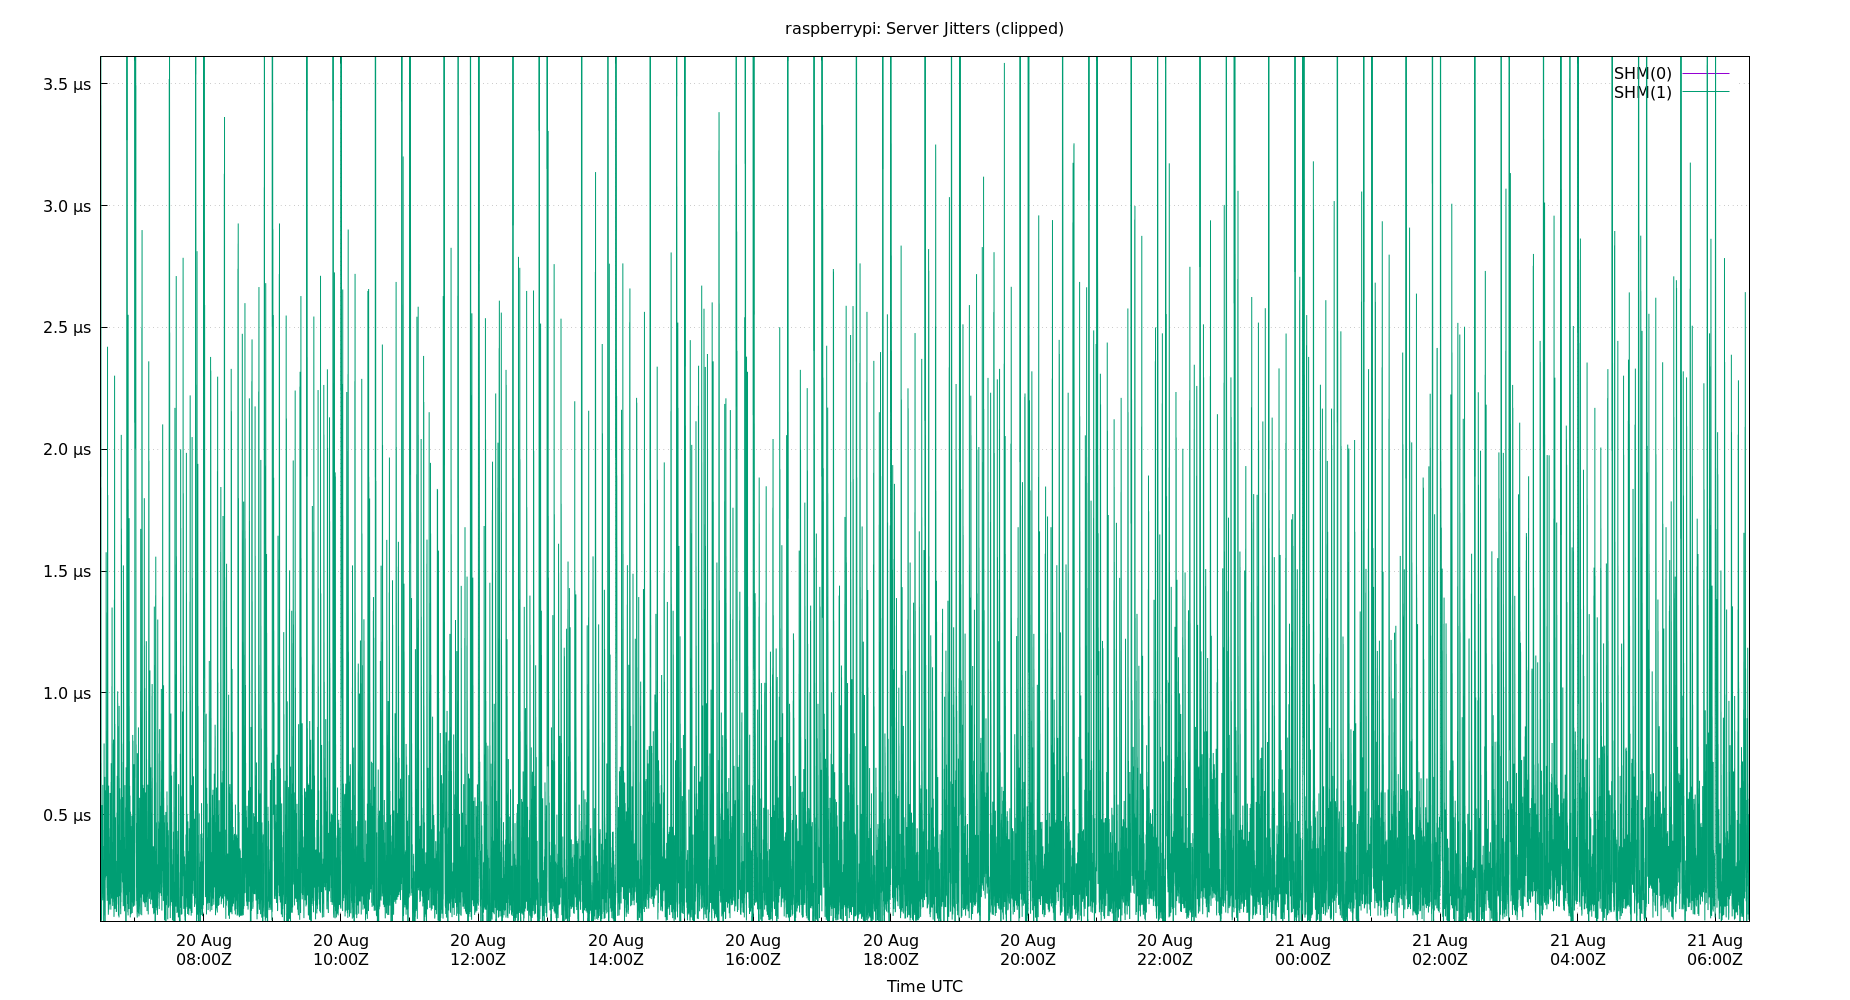 raspberrypi: Server Jitters (clipped)
SHM(0)
SHM(1)
3.5 µs
3.0 µs
2.5 µs
2.0 µs
1.5 µs
1.0 µs
0.5 µs
20 Aug 20 Aug 20 Aug 20 Aug 20 Aug 20 Aug 20 Aug 20 Aug 21 Aug 21 Aug 21 Aug 21 Aug
08:00Z 10:00Z 12:00Z 14:00Z 16:00Z 18:00Z 20:00Z 22:00Z 00:00Z 02:00Z 04:00Z 06:00Z
Time UTC